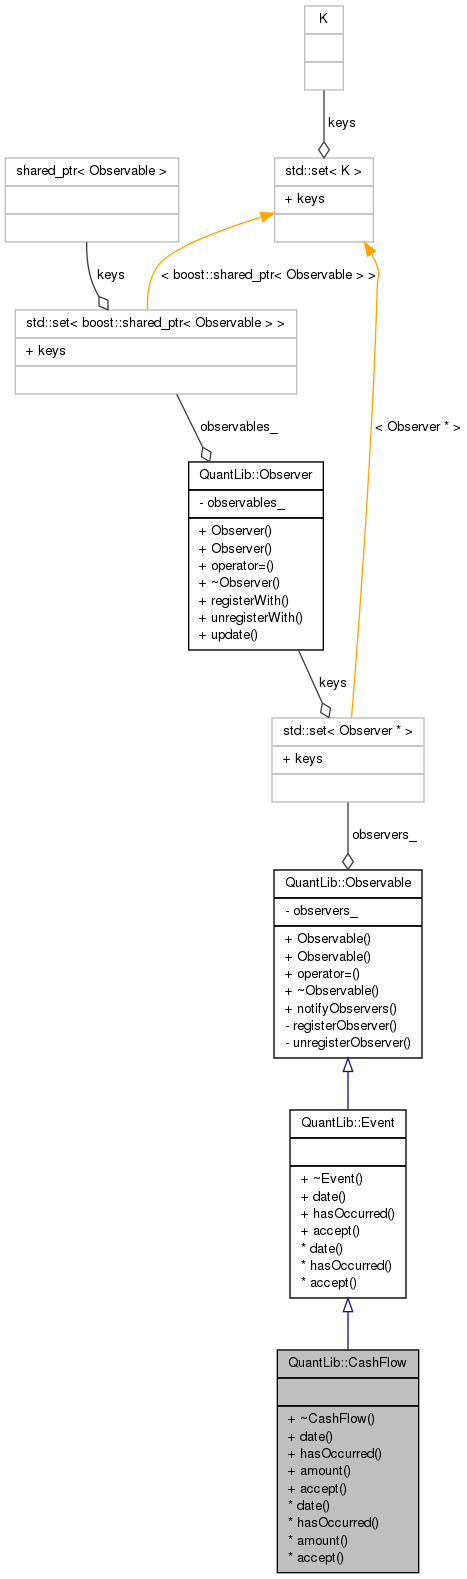 K
keys
shared_ptr< Observable >
std::set< K >
+ keys
keys
< boost::shared_ptr< Observable > >
std::set< boost::shared_ptr< Observable > >
+ keys
observables_
< Observer * >
QuantLib::Observer
- observables_
+ Observer()
+ Observer()
+ operator=()
+ ~Observer()
+ registerWith()
+ unregisterWith()
+ update()
keys
std::set< Observer * >
+ keys
observers_
QuantLib::Observable
- observers_
+ Observable()
+ Observable()
+ operator=()
+ ~Observable()
+ notifyObservers()
- registerObserver()
- unregisterObserver()
QuantLib::Event
+ ~Event()
+ date()
+ hasOccurred()
+ accept()
* date()
* hasOccurred()
* accept()
QuantLib::CashFlow
+ ~CashFlow()
+ date()
+ hasOccurred()
+ amount()
+ accept()
* date()
* hasOccurred()
* amount()
* accept()